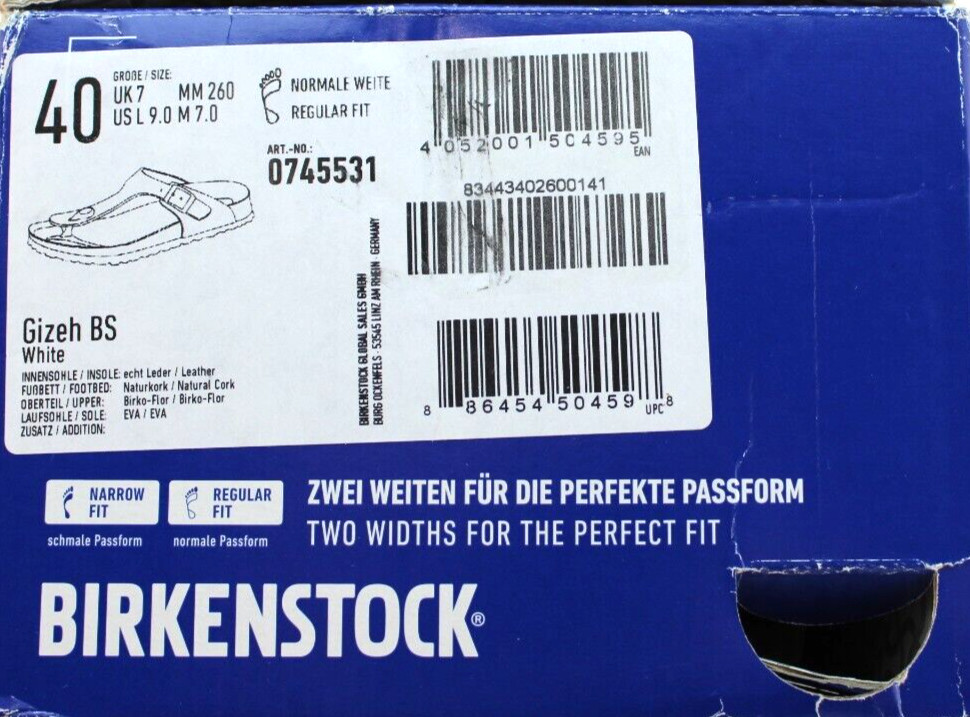 40
GRÖßE / SIZE:
UK 7 MM 260
US L 9.0 M 7.0
NORMALE WEITE
REGULAR FIT
ART.-NO.:
0745531
4 052001 504595
EAN
83443402600141
8 86454 50459 8
UPC
BIRKENSTOCK GLOBAL SALES GMBH
BURG OCKENFELS · 53545 LINZ AM RHEIN · GERMANY
Gizeh BS
White
INNENSOHLE / INSOLE: echt Leder / Leather
FUßBETT / FOOTBED: Naturkork / Natural Cork
OBERTEIL / UPPER: Birko-Flor / Birko-Flor
LAUFSOHLE / SOLE: EVA / EVA
ZUSATZ / ADDITION:
NARROW FIT
schmale Passform
REGULAR FIT
normale Passform
ZWEI WEITEN FÜR DIE PERFEKTE PASSFORM
TWO WIDTHS FOR THE PERFECT FIT
BIRKENSTOCK®